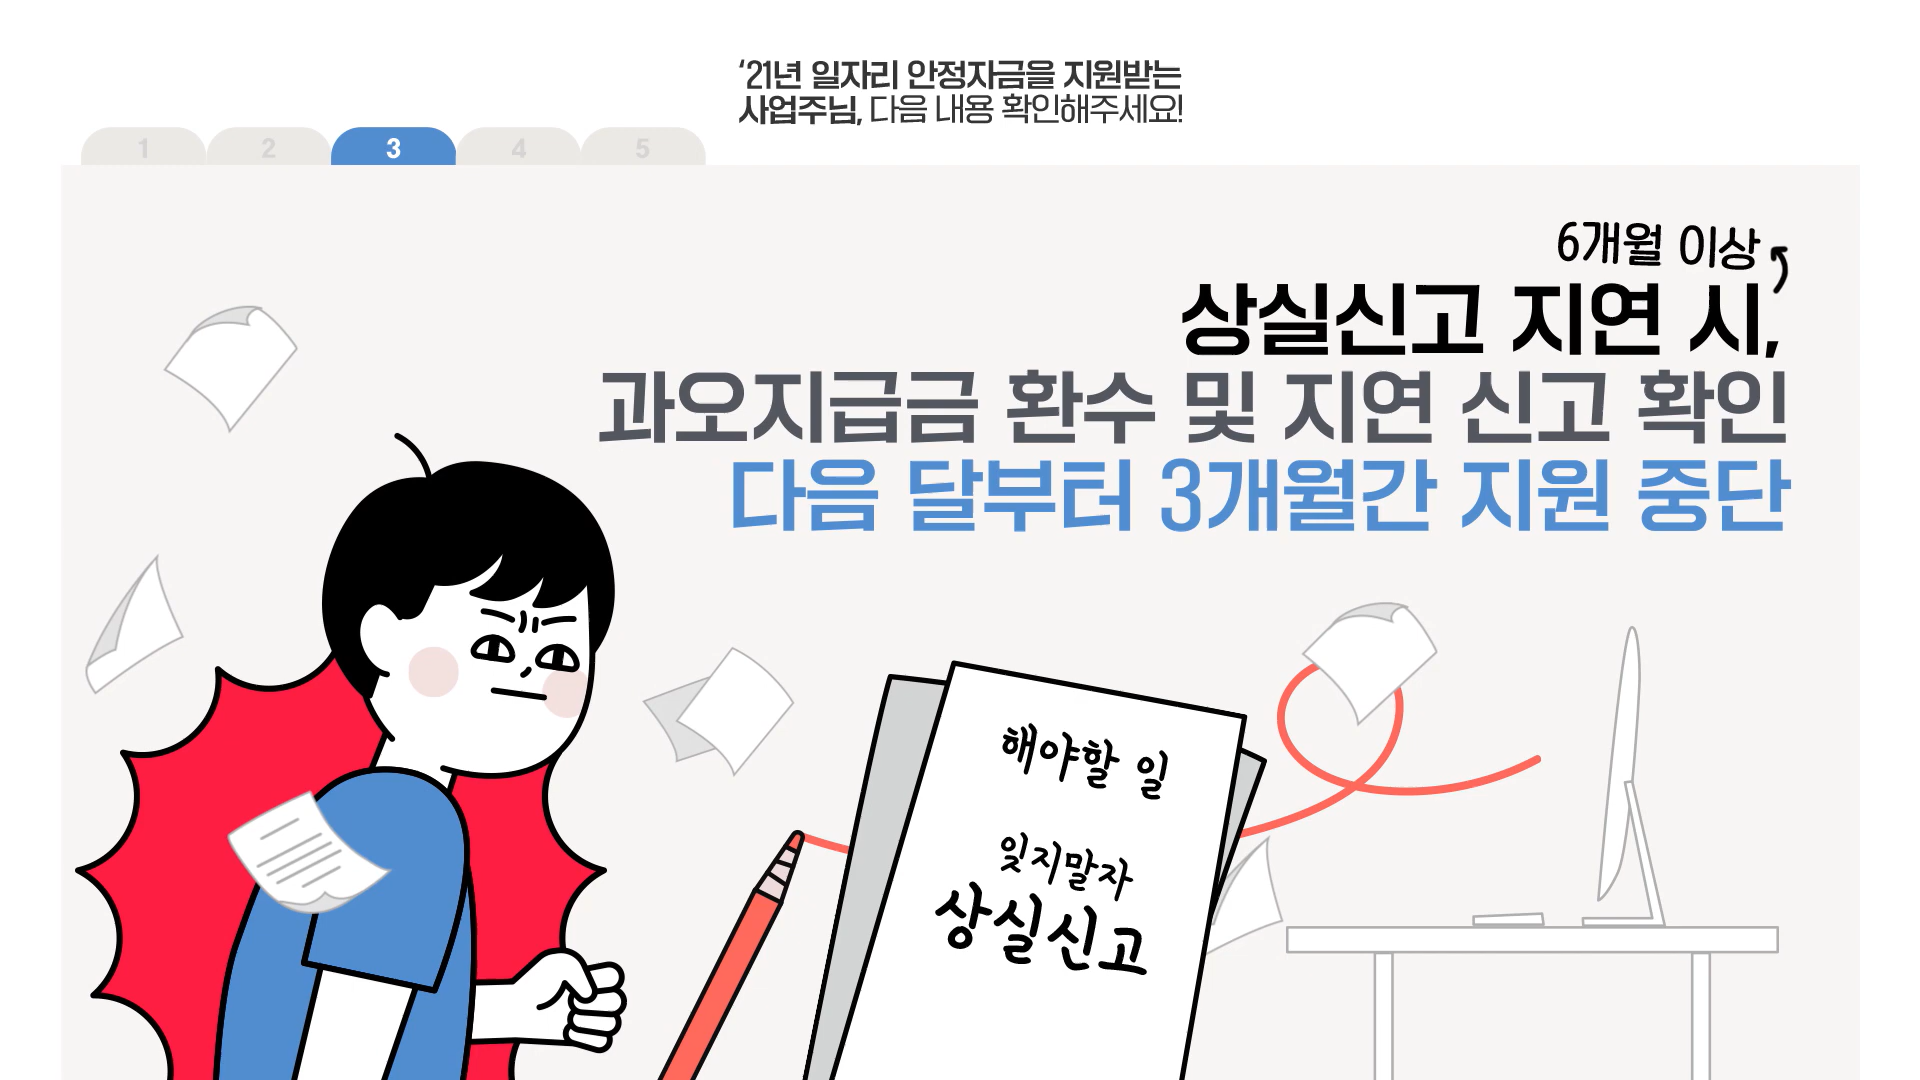 ‘21년 일자리 안정자금을 지원받는
사업주님, 다음 내용 확인해주세요!
1 2 3 4 5
6개월 이상
상실신고 지연 시,
과오지급금 환수 및 지연 신고 확인
다음 달부터 3개월간 지원 중단
해야할 일
잊지말자
상실신고